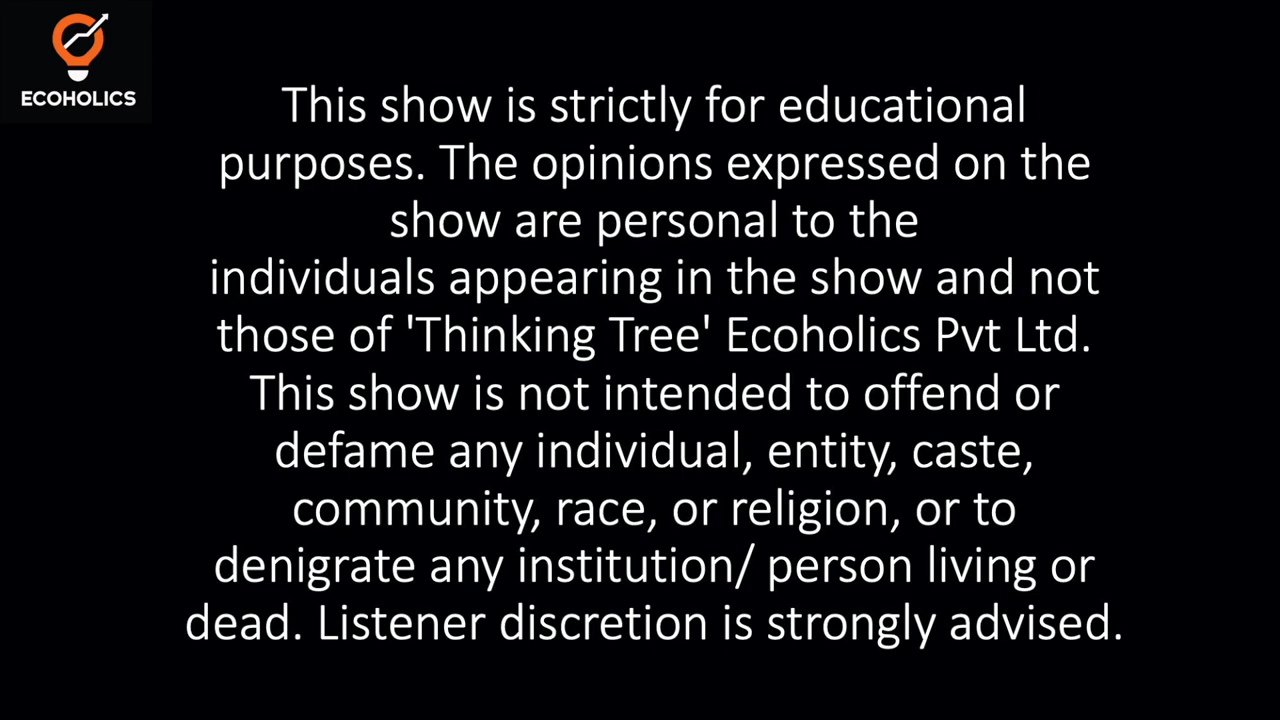 ECOHOLICS
This show is strictly for educational
purposes. The opinions expressed on the
show are personal to the
individuals appearing in the show and not
those of 'Thinking Tree' Ecoholics Pvt Ltd.
This show is not intended to offend or
defame any individual, entity, caste,
community, race, or religion, or to
denigrate any institution/ person living or
dead. Listener discretion is strongly advised.